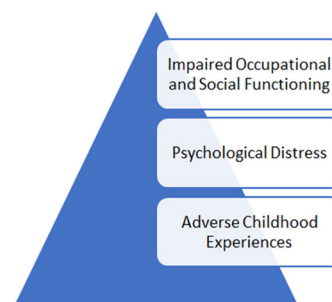 Impaired Occupational
and Social Functioning
Psychological Distress
Adverse Childhood
Experiences